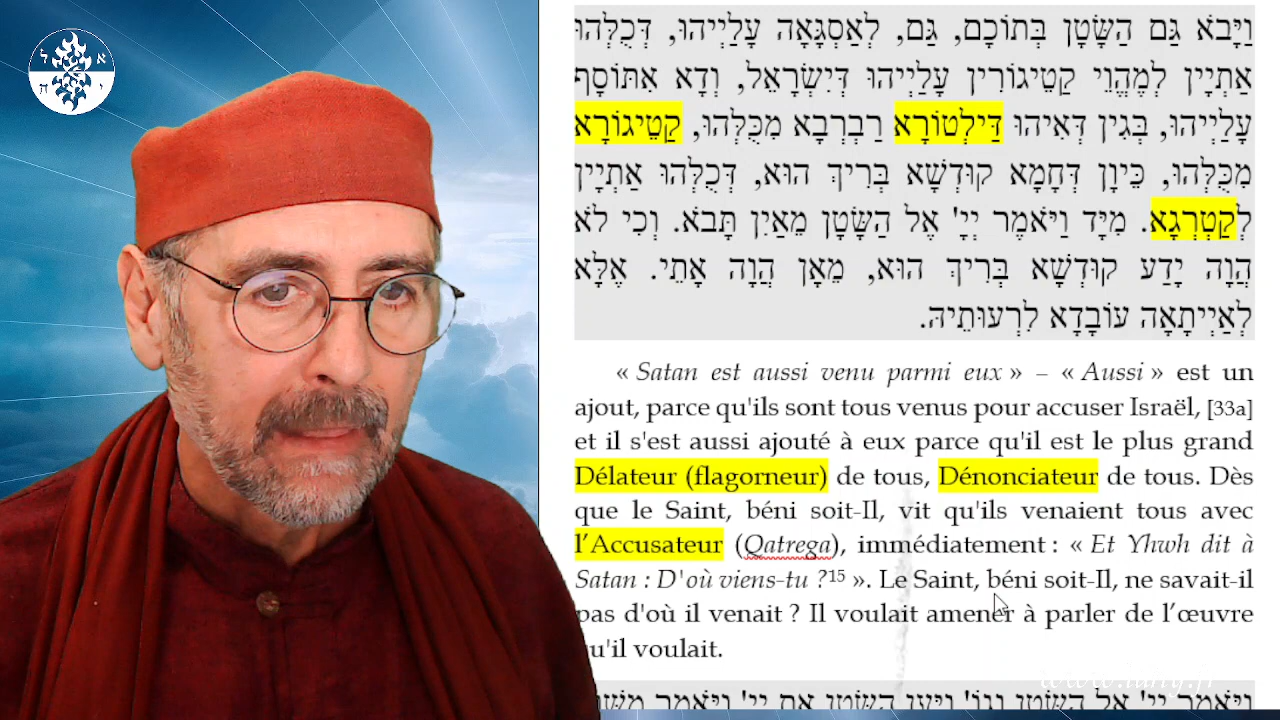 א
ל
י
ה
וַיָּבֹא גַם הַשָּׂטָן בְּתוֹכָם, גַּם, לְאַסְגָּאָה עָלַיְיהוּ, דְּכֻלְּהוּ
אַתְיָין לְמֶהֱוֵי קַטֵיגוֹרִין עָלַיְיהוּ דְּיִשְׂרָאֵל, וְדָא אִתּוֹסָף
עָלַיְיהוּ, בְּגִין דְּאִיהוּ דֵּילָטוֹרָא רַבְרְבָא מִכֻּלְּהוּ, קַטֵיגוֹרָא
מִכֻּלְּהוּ, כֵּיוָן דְּחָמָא קוּדְשָׁא בְּרִיךְ הוּא, דְּכֻלְּהוּ אַתְיָין
לְקַטְרְגָא. מִיָּד וַיֹּאמֶר יְיָ' אֶל הַשָּׂטָן מֵאַיִן תָּבֹא. וְכִי לֹא
הֲוָה יָדַע קוּדְשָׁא בְּרִיךְ הוּא, מֵאָן הֲוָה אָתֵי. אֶלָּא
לְאַיְיתָאָה עוֹבָדָא לִרְעוּתֵיהּ.
« Satan est aussi venu parmi eux » – « Aussi » est un
ajout, parce qu'ils sont tous venus pour accuser Israël, [33a]
et il s'est aussi ajouté à eux parce qu'il est le plus grand
Délateur (flagorneur) de tous, Dénonciateur de tous. Dès
que le Saint, béni soit-Il, vit qu'ils venaient tous avec
l'Accusateur (Qatrega), immédiatement : « Et Yhwh dit à
Satan : D'où viens-tu ?15 ». Le Saint, béni soit-Il, ne savait-il
pas d'où il venait ? Il voulait amener à parler de l'œuvre
qu'il voulait.
וַיֹּאמֶר יְיָ' אֶל הַשָּׂטָן וְגוֹ' וַיַּעַן הַשָּׂטָן אֶת יְיָ' וַיֹּאמַר